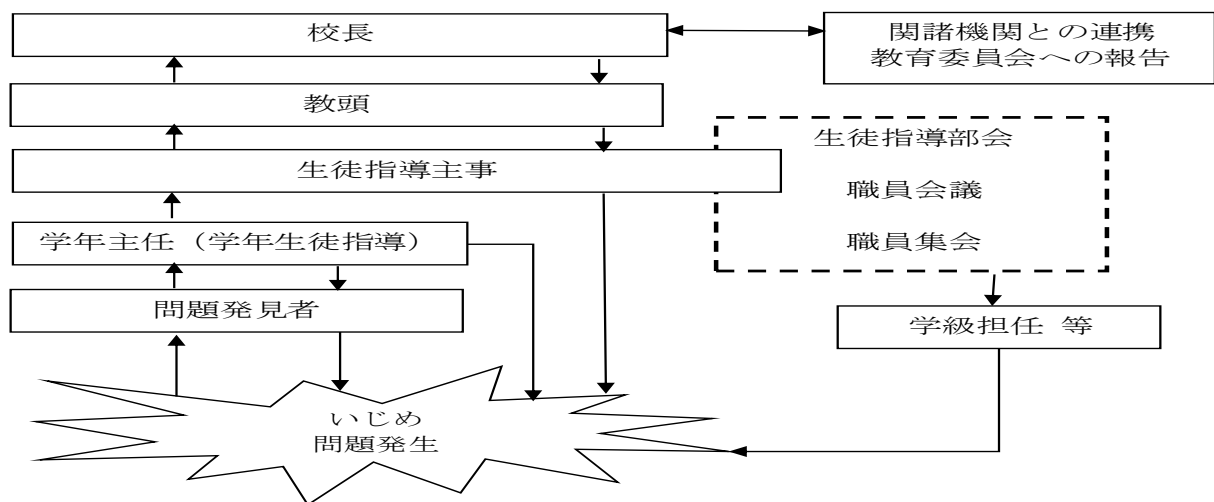 校長
関諸機関との連携
教育委員会への報告
教頭
生徒指導部会
生徒指導主事
職員会議
学年主任（学年生徒指導）
職員集会
問題発見者
学級担任 等
いじめ
問題発生